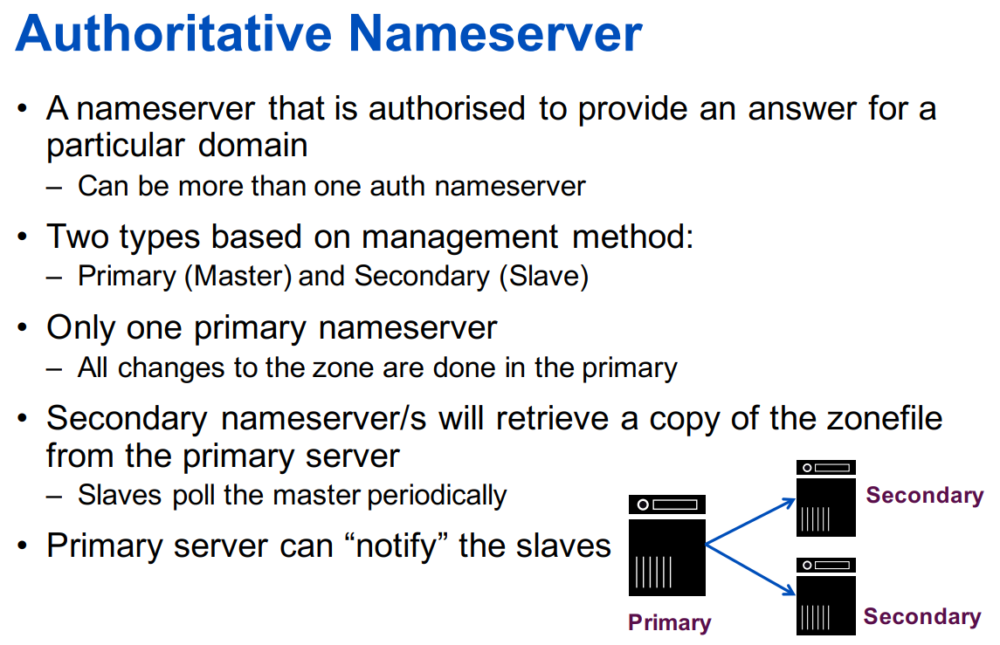 Authoritative Nameserver
• A nameserver that is authorised to provide an answer for a
particular domain
– Can be more than one auth nameserver
• Two types based on management method:
– Primary (Master) and Secondary (Slave)
• Only one primary nameserver
– All changes to the zone are done in the primary
• Secondary nameserver/s will retrieve a copy of the zonefile
from the primary server
– Slaves poll the master periodically
• Primary server can “notify” the slaves
Secondary
Primary
Secondary